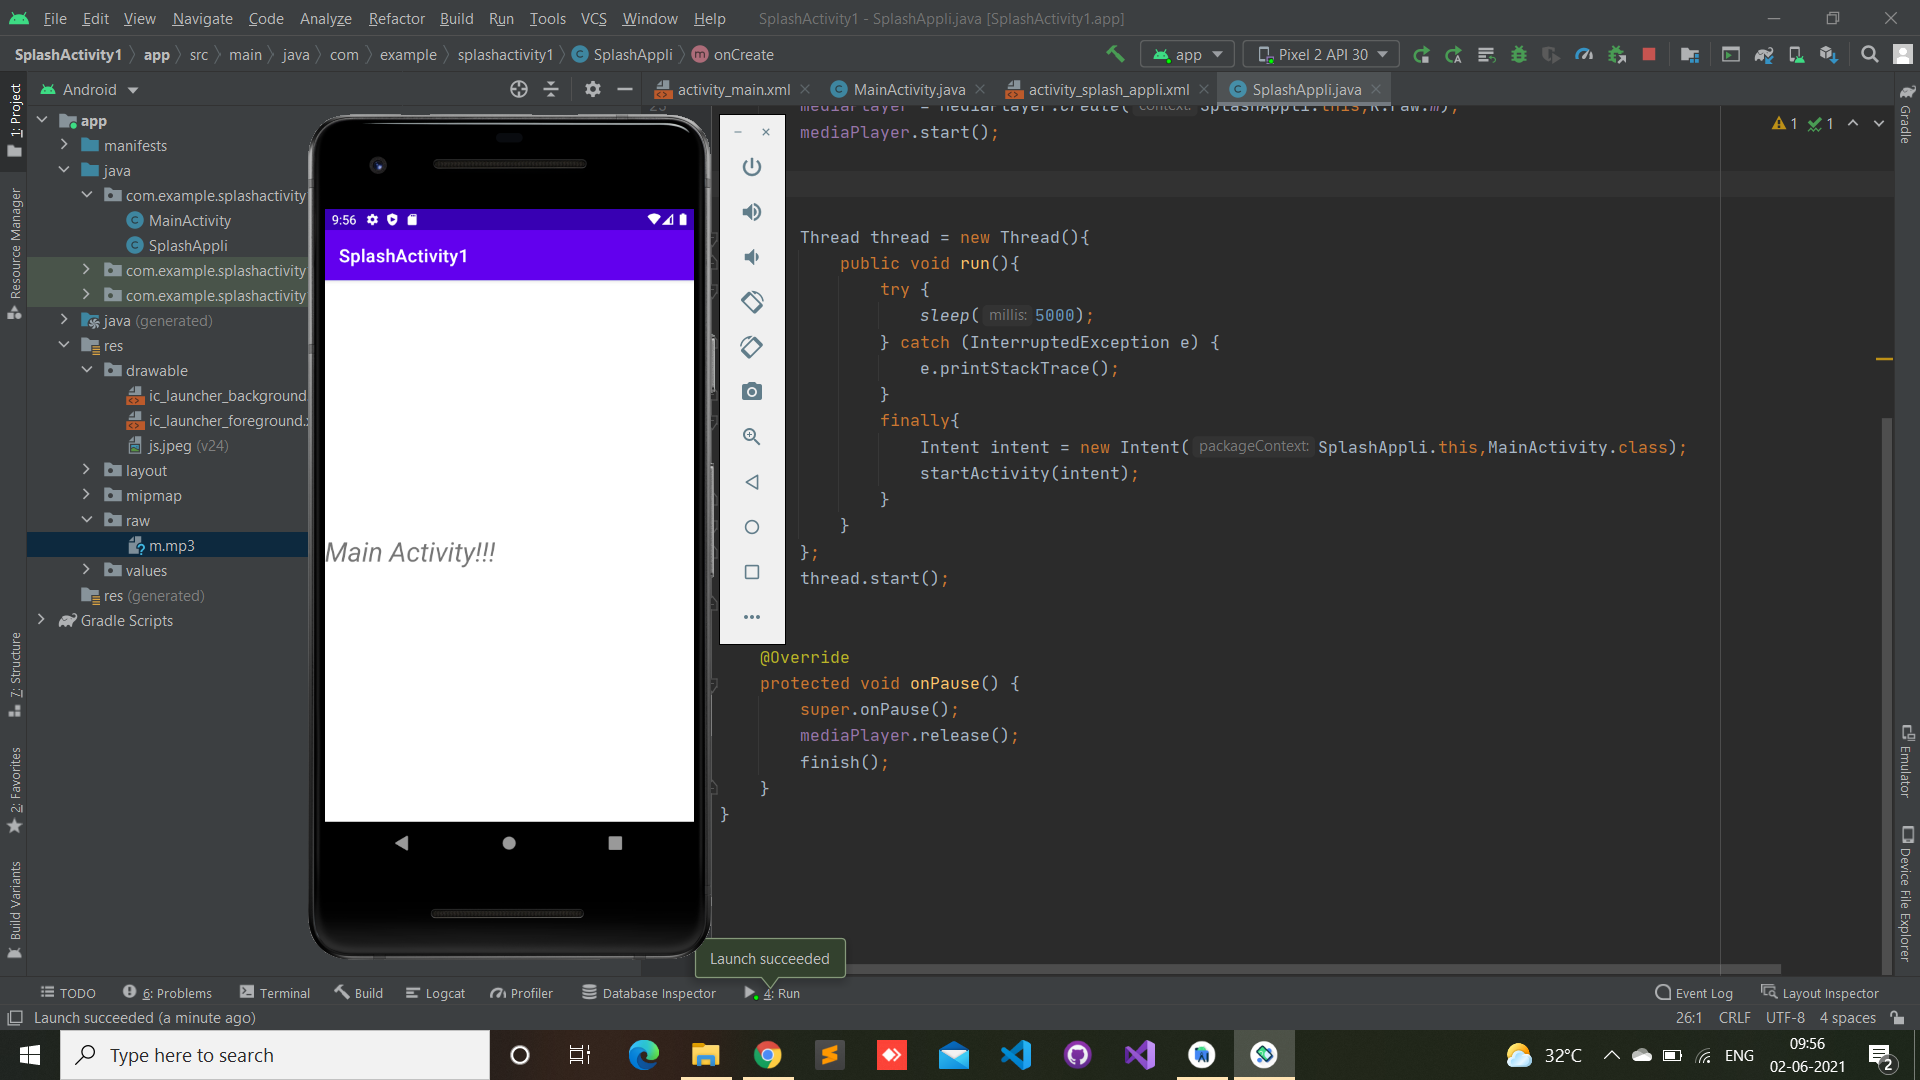 File Edit View Navigate Code Analyze Refactor Build Run Tools VCS Window Help SplashActivity1 - SplashAppli.java [SplashActivity1.app]
SplashActivity1 app src main java com example splashactivity1 SplashAppli onCreate app Pixel 2 API 30
Android activity_main.xml MainActivity.java activity_splash_appli.xml SplashAppli.java
1: Project
Resource Manager
7: Structure
2: Favorites
Build Variants
app
manifests
java
com.example.splashactivity
MainActivity
SplashAppli
com.example.splashactivity
com.example.splashactivity
java (generated)
res
drawable
ic_launcher_background
ic_launcher_foreground.
js.jpeg (v24)
layout
mipmap
raw
m.mp3
values
res (generated)
Gradle Scripts
9:56
SplashActivity1
Main Activity!!!
mediaPlayer = MediaPlayer.create( context: SplashAppli.this,R.raw.m);
mediaPlayer.start();
Thread thread = new Thread(){
public void run(){
try {
sleep( millis: 5000);
} catch (InterruptedException e) {
e.printStackTrace();
}
finally{
Intent intent = new Intent( packageContext: SplashAppli.this,MainActivity.class);
startActivity(intent);
}
}
};
thread.start();
@Override
protected void onPause() {
super.onPause();
mediaPlayer.release();
finish();
}
}
1 1
Gradle
Emulator
Device File Explorer
Launch succeeded
TODO 6: Problems Terminal Build Logcat Profiler Database Inspector 4: Run Event Log Layout Inspector
Launch succeeded (a minute ago) 26:1 CRLF UTF-8 4 spaces
Type here to search 32°C ENG 09:56
02-06-2021
2